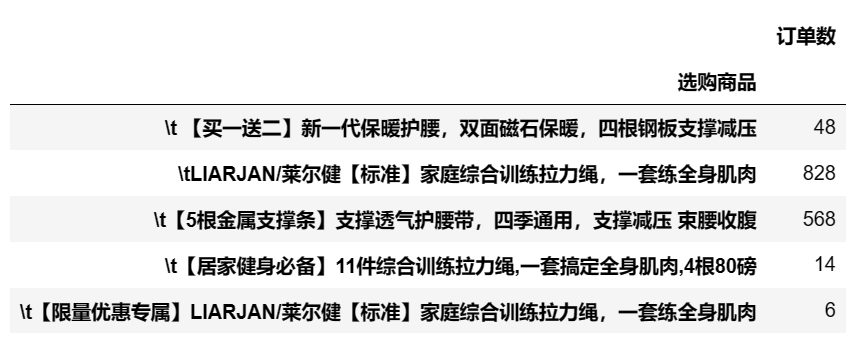 订单数
选购商品
\t 【买一送二】新一代保暖护腰，双面磁石保暖，四根钢板支撑减压 48
\tLIARJAN/莱尔健【标准】家庭综合训练拉力绳，一套练全身肌肉 828
\t【5根金属支撑条】支撑透气护腰带，四季通用，支撑减压 束腰收腹 568
\t【居家健身必备】11件综合训练拉力绳,一套搞定全身肌肉,4根80磅 14
\t【限量优惠专属】LIARJAN/莱尔健【标准】家庭综合训练拉力绳，一套练全身肌肉 6